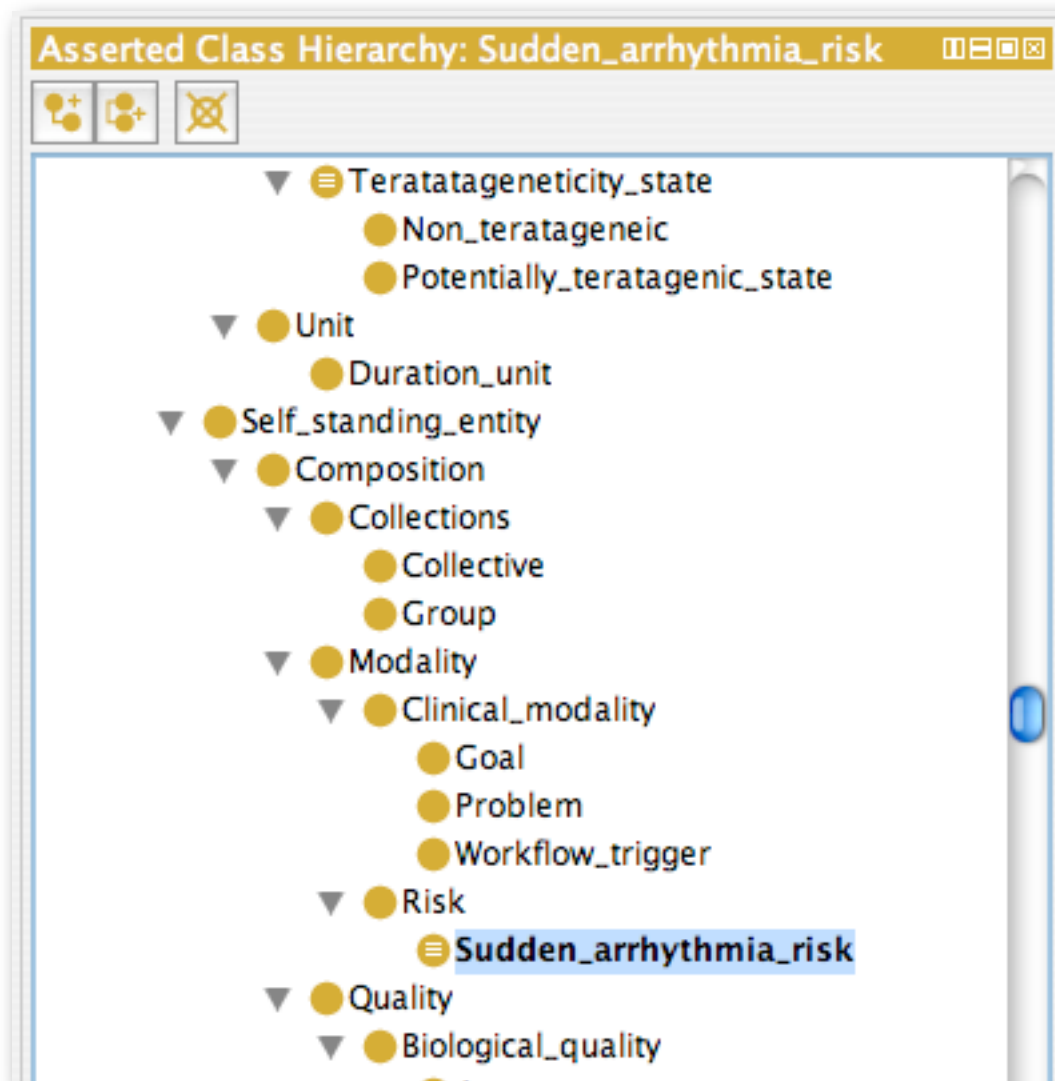 Asserted Class Hierarchy: Sudden_arrhythmia_risk
Teratatageneticity_state
Non_teratageneic
Potentially_teratagenic_state
Unit
Duration_unit
Self_standing_entity
Composition
Collections
Collective
Group
Modality
Clinical_modality
Goal
Problem
Workflow_trigger
Risk
Sudden_arrhythmia_risk
Quality
Biological_quality